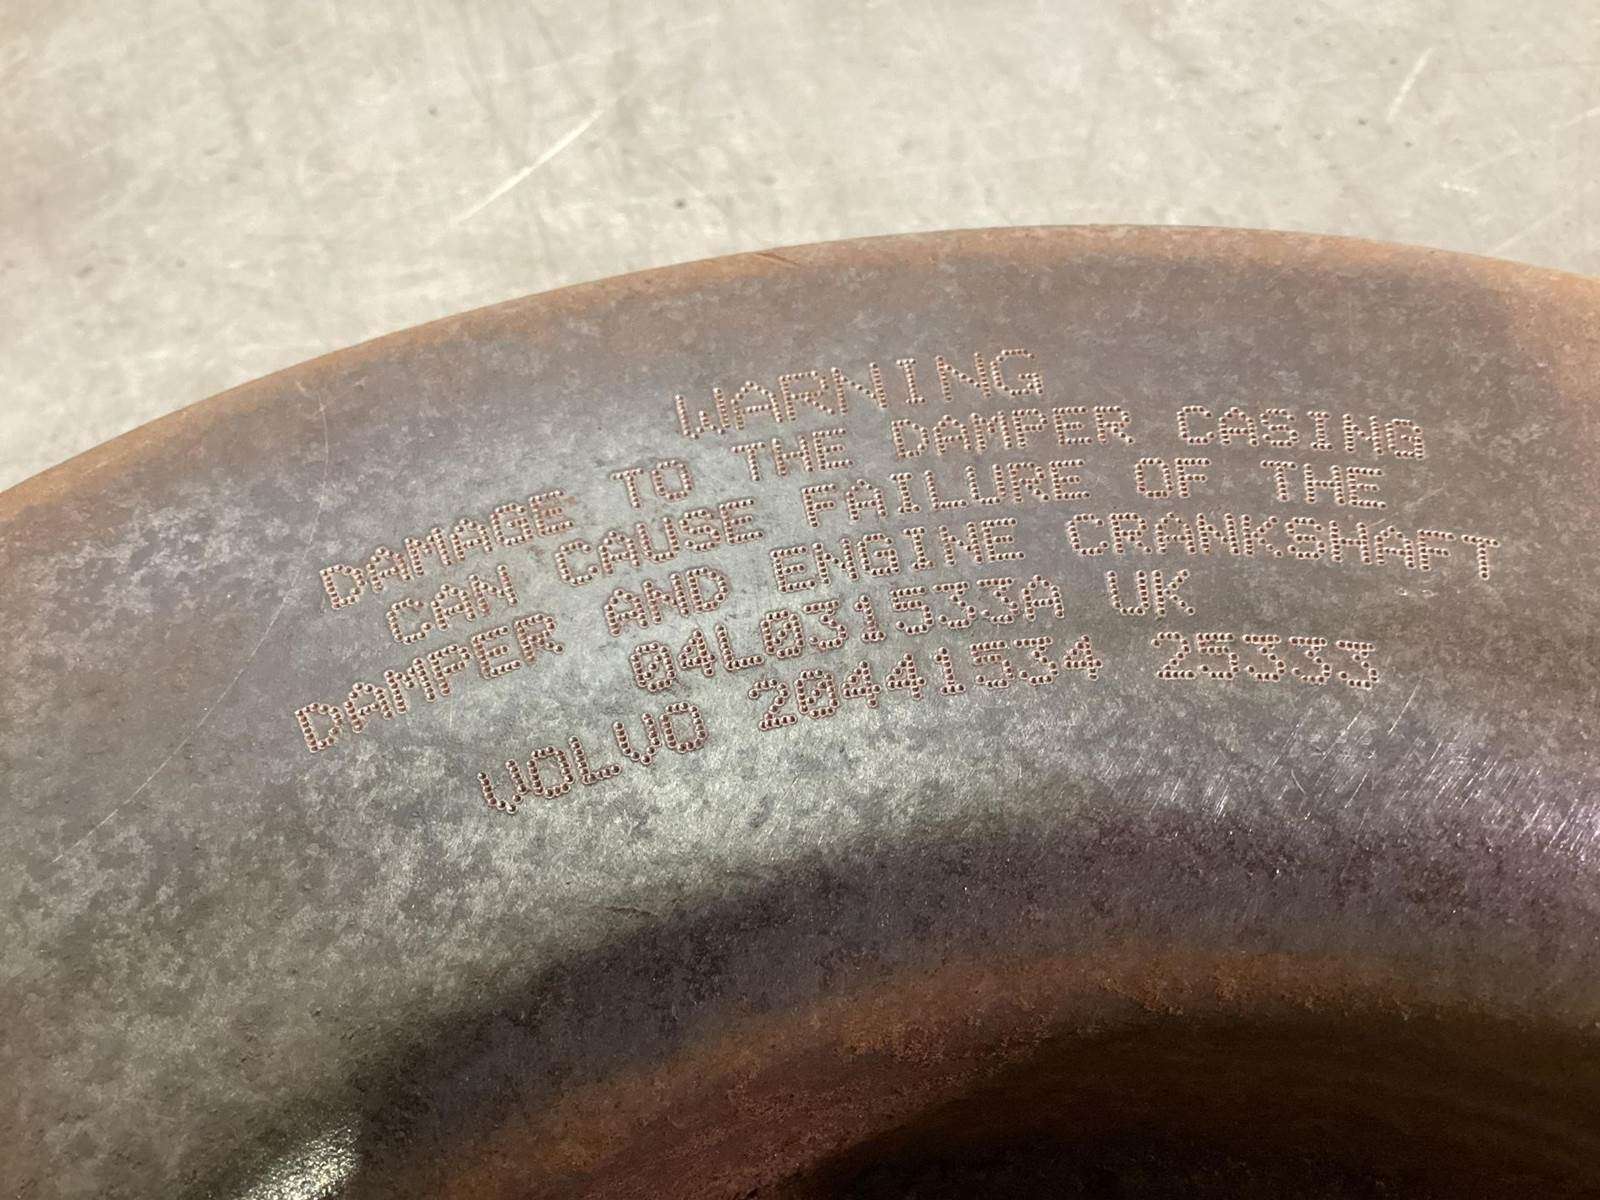 WARNING
DAMAGE TO THE DAMPER CASING
CAN CAUSE FAILURE OF THE
DAMPER AND ENGINE CRANKSHAFT
04L031533A UK
VOLVO 20441534 25333